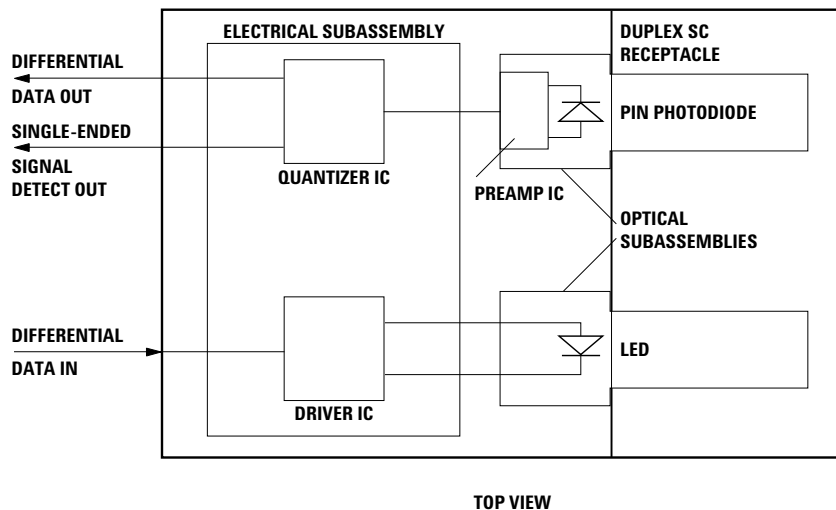 ELECTRICAL SUBASSEMBLY
DUPLEX SC
RECEPTACLE
DIFFERENTIAL
DATA OUT
SINGLE-ENDED
SIGNAL
DETECT OUT
QUANTIZER IC
PREAMP IC
PIN PHOTODIODE
OPTICAL
SUBASSEMBLIES
DIFFERENTIAL
DATA IN
DRIVER IC
LED
TOP VIEW